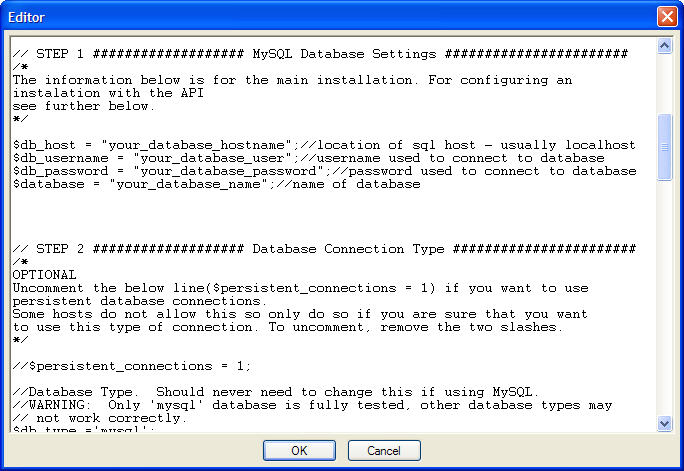 Editor
// STEP 1 ################### MySQL Database Settings #######################
/*
The information below is for the main installation. For configuring an
instalation with the API
see further below.
*/
$db_host = "your_database_hostname";//location of sql host - usually localhost
$db_username = "your_database_user";//username used to connect to database
$db_password = "your_database_password";//password used to connect to database
$database = "your_database_name";//name of database
// STEP 2 ################### Database Connection Type #######################
/*
OPTIONAL
Uncomment the below line($persistent_connections = 1) if you want to use
persistent database connections.
Some hosts do not allow this so only do so if you are sure that you want
to use this type of connection. To uncomment, remove the two slashes.
*/
//$persistent_connections = 1;
//Database Type.  Should never need to change this if using MySQL.
//WARNING:  Only 'mysql' database is fully tested, other database types may
// not work correctly.
$db_type ='mysql';
OK
Cancel